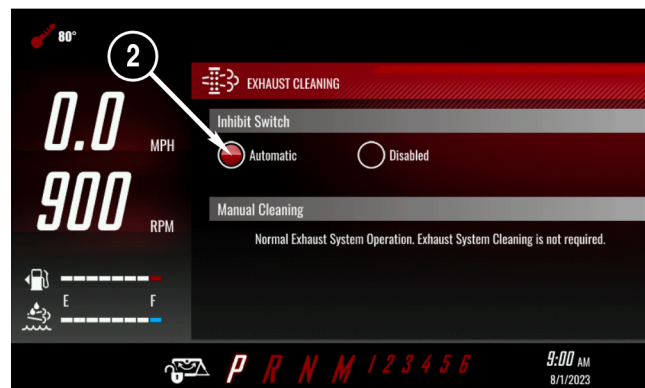 80°
2
EXHAUST CLEANING
0.0 MPH
Inhibit Switch
Automatic Disabled
900 RPM
Manual Cleaning
Normal Exhaust System Operation. Exhaust System Cleaning is not required.
E F
P R N M 1 2 3 4 5 6
9:00 AM
8/1/2023